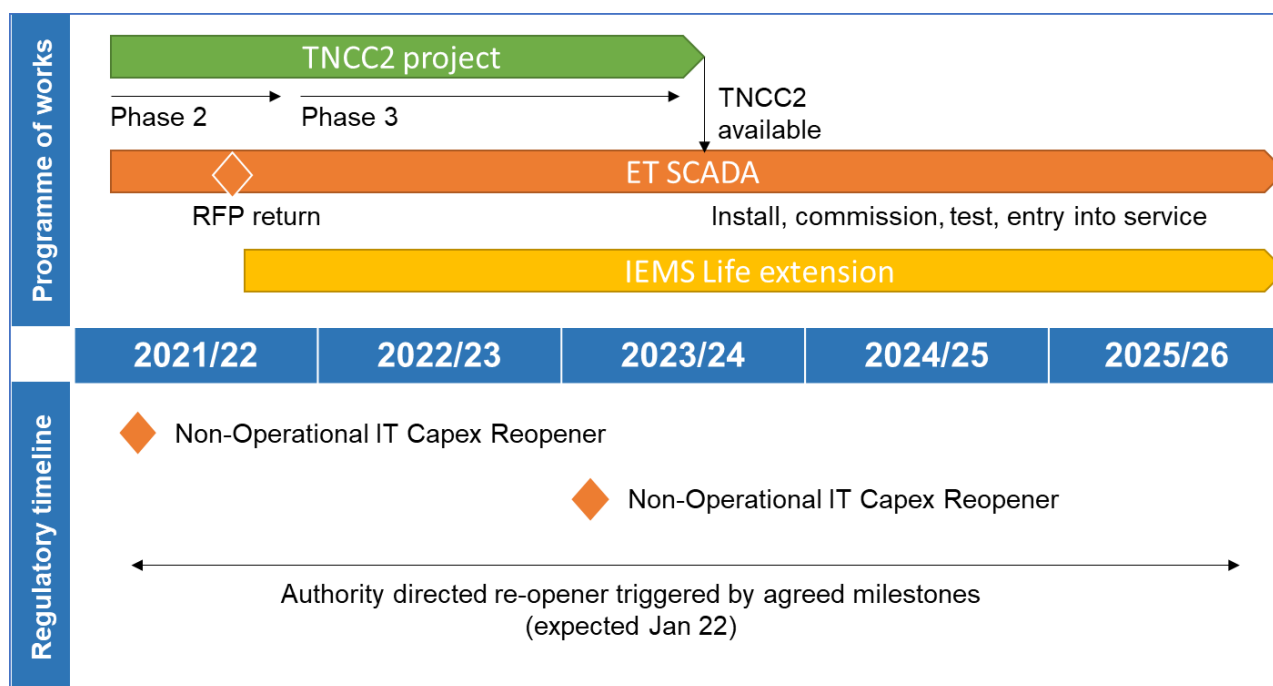 Programme of works
TNCC2 project
Phase 2
Phase 3
TNCC2
available
ET SCADA
RFP return
Install, commission, test, entry into service
IEMS Life extension
2021/22
2022/23
2023/24
2024/25
2025/26
Regulatory timeline
Non-Operational IT Capex Reopener
Non-Operational IT Capex Reopener
Authority directed re-opener triggered by agreed milestones
(expected Jan 22)